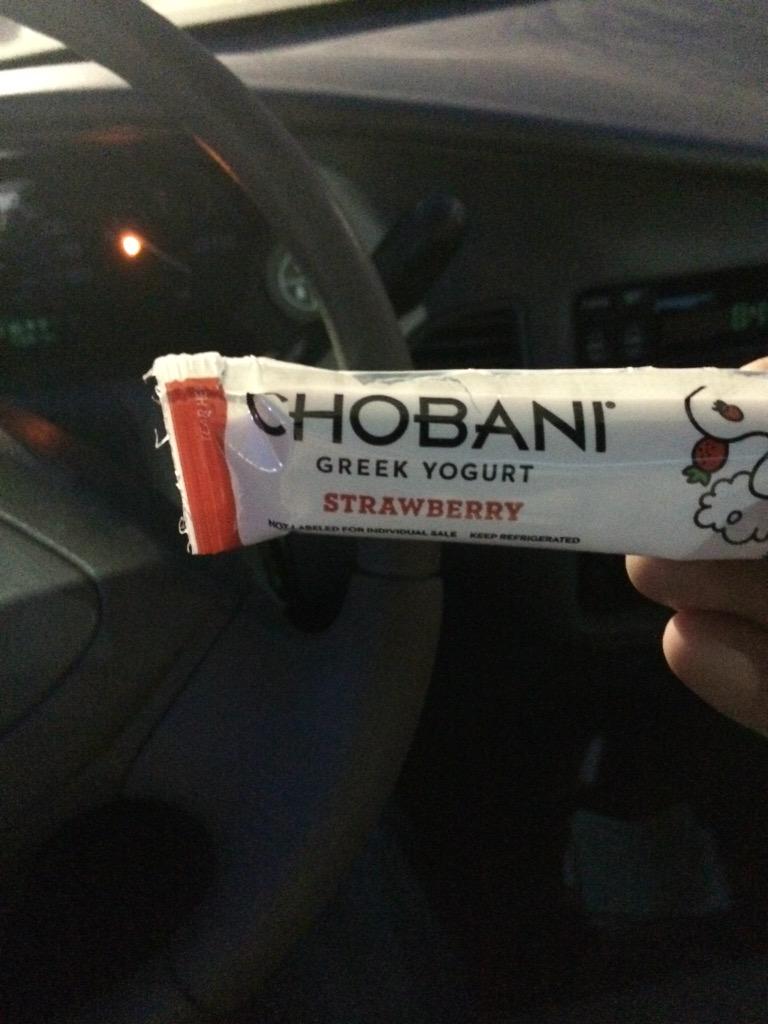 CHOBANI
GREEK YOGURT
STRAWBERRY
NOT LABELED FOR INDIVIDUAL SALE KEEP REFRIGERATED